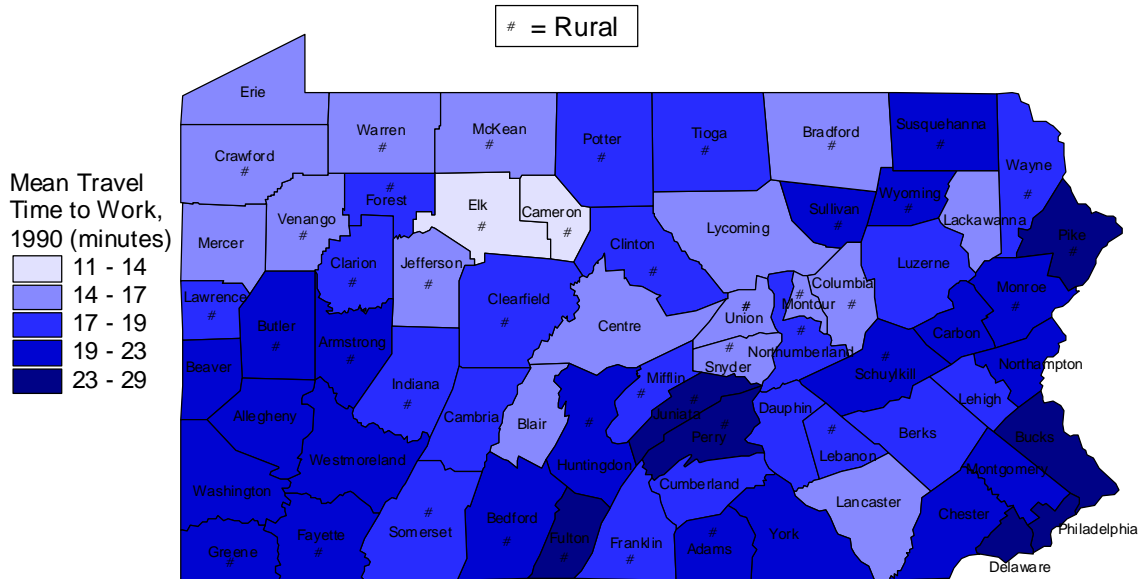 # = Rural
Mean Travel
Time to Work,
1990 (minutes)
11 - 14
14 - 17
17 - 19
19 - 23
23 - 29
Erie
Crawford
#
Warren
#
McKean
#
Potter
#
Tioga
#
Bradford
#
Susquehanna
#
Wayne
#
Mercer
Venango
#
Forest
#
Elk
#
Cameron
#
Clinton
#
Lycoming
Sullivan
#
Wyoming
#
Lackawanna
Pike
#
Lawrence
#
Butler
#
Clarion
#
Jefferson
#
Clearfield
#
Centre
Union
#
Montour
#
Columbia
#
Luzerne
Monroe
#
Beaver
Armstrong
#
Indiana
#
Cambria
Blair
Mifflin
#
Snyder
#
Northumberland
#
Schuylkill
#
Carbon
Northampton
Allegheny
Westmoreland
Huntingdon
#
Juniata
#
Perry
#
Dauphin
Lebanon
#
Berks
Lehigh
Bucks
Washington
Fayette
#
Somerset
#
Bedford
#
Fulton
#
Franklin
#
Cumberland
Adams
#
York
Lancaster
Chester
Montgomery
Philadelphia
Delaware
Greene
#